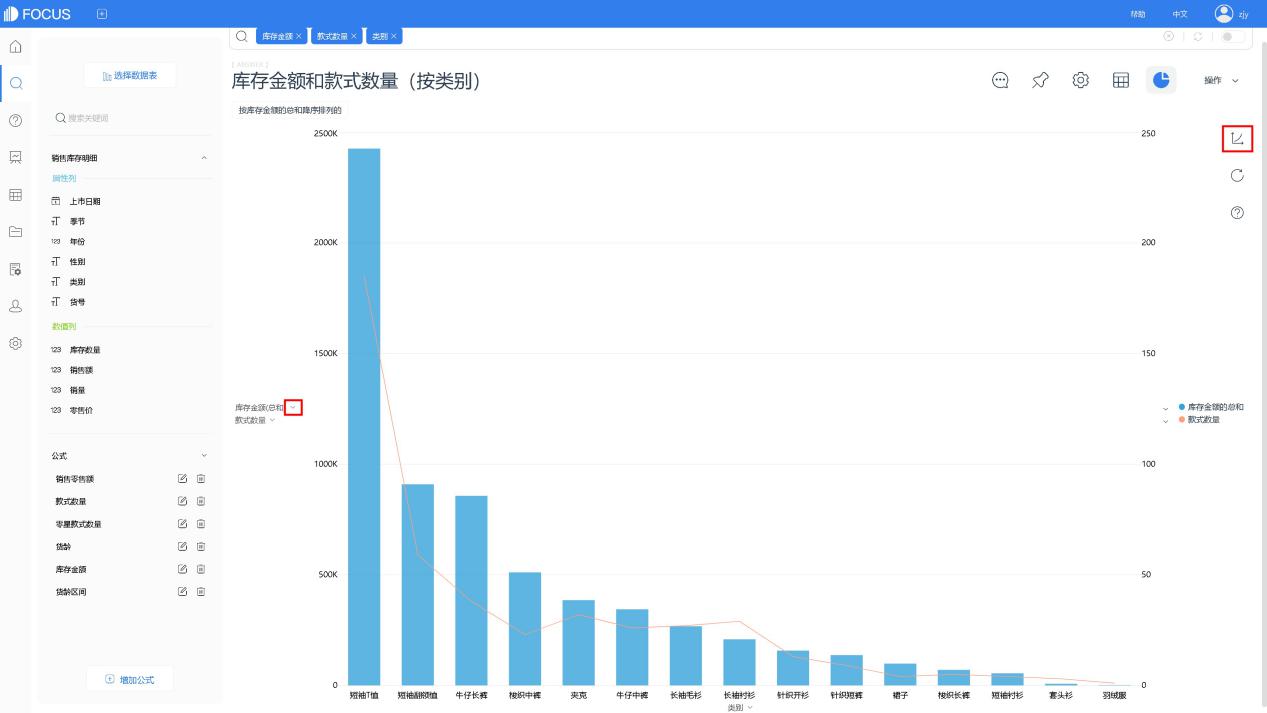 FOCUS
帮助
中文
zjy
库存金额 ×
款式数量 ×
类别 ×
[ ANSWER ]
库存金额和款式数量（按类别）
操作
按库存金额的总和降序排列的
选择数据表
搜索关键词
销售库存明细
属性列
上市日期
季节
123 年份
性别
类别
货号
数值列
123 库存数量
123 销售额
123 销量
123 零售价
公式
销售零售额
款式数量
零星款式数量
货龄
库存金额
货龄区间
增加公式
2500K
2000K
1500K
1000K
500K
0
250
200
150
100
50
0
库存金额(总和
款式数量
库存金额的总和
款式数量
短袖T恤
短袖翻领恤
牛仔长裤
梭织中裤
夹克
牛仔中裤
长袖毛衫
长袖衬衫
针织开衫
针织短裤
裙子
梭织长裤
短袖衬衫
套头衫
羽绒服
类别